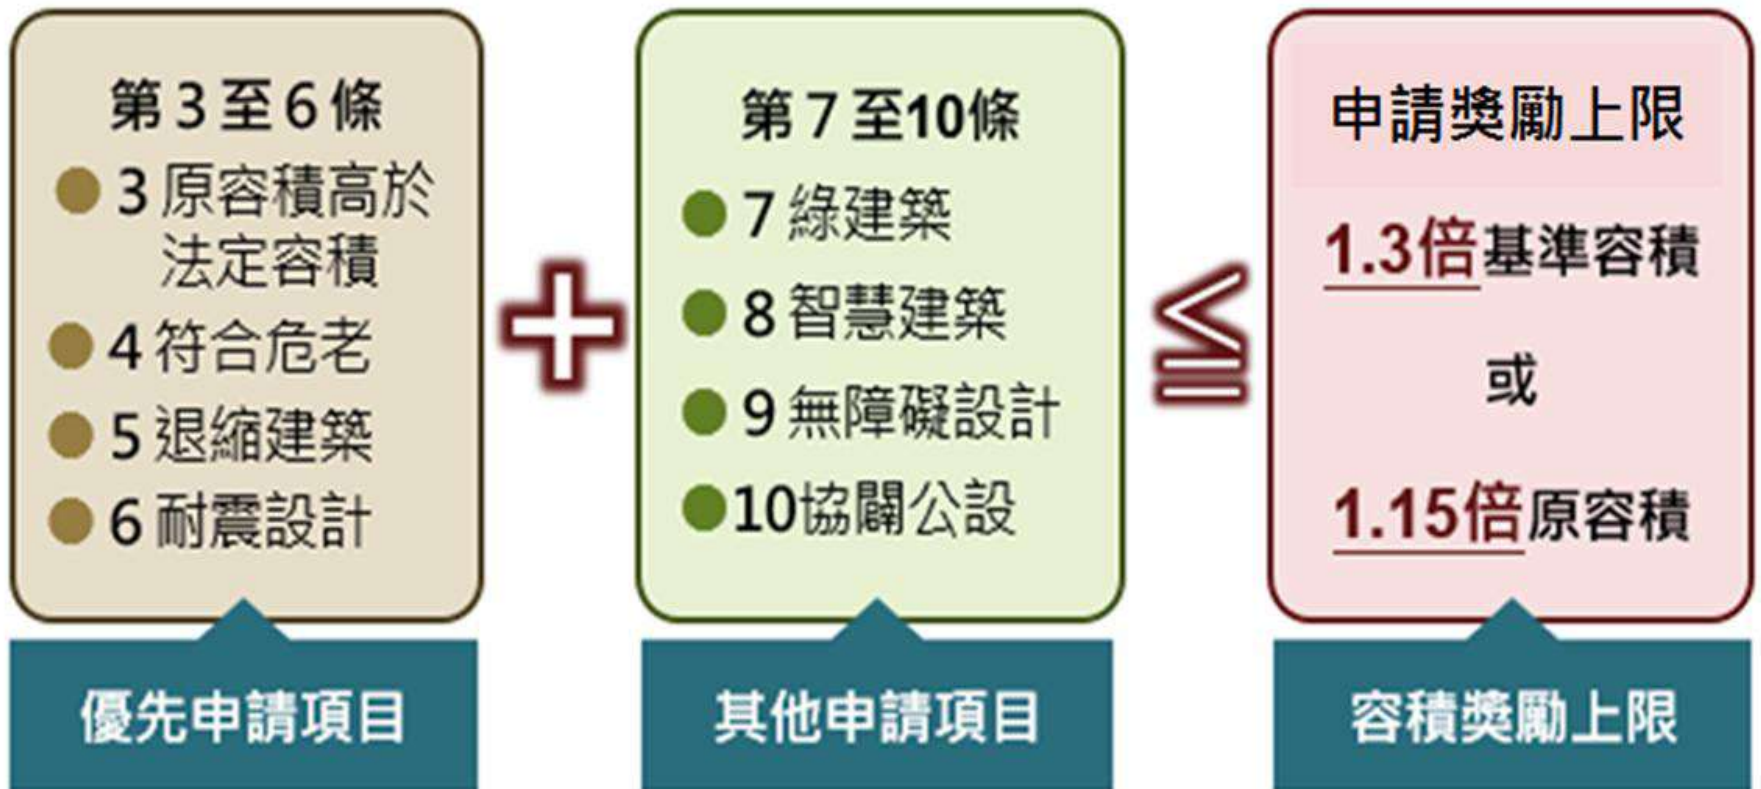 第3至6條
3原容積高於
法定容積
4符合危老
5退縮建築
6耐震設計
優先申請項目
+
第7至10條
7綠建築
8智慧建築
9無障礙設計
10協闢公設
其他申請項目
≦
申請獎勵上限
1.3倍基準容積
或
1.15倍原容積
容積獎勵上限